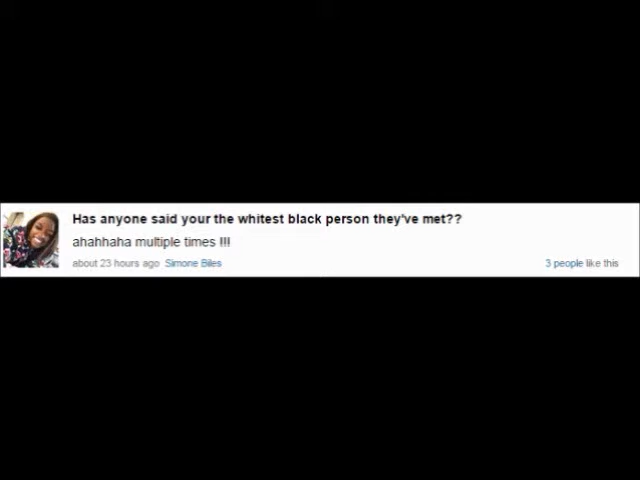 Has anyone said your the whitest black person they've met??
ahahhaha multiple times !!!
about 23 hours ago Simone Biles 3 people like this